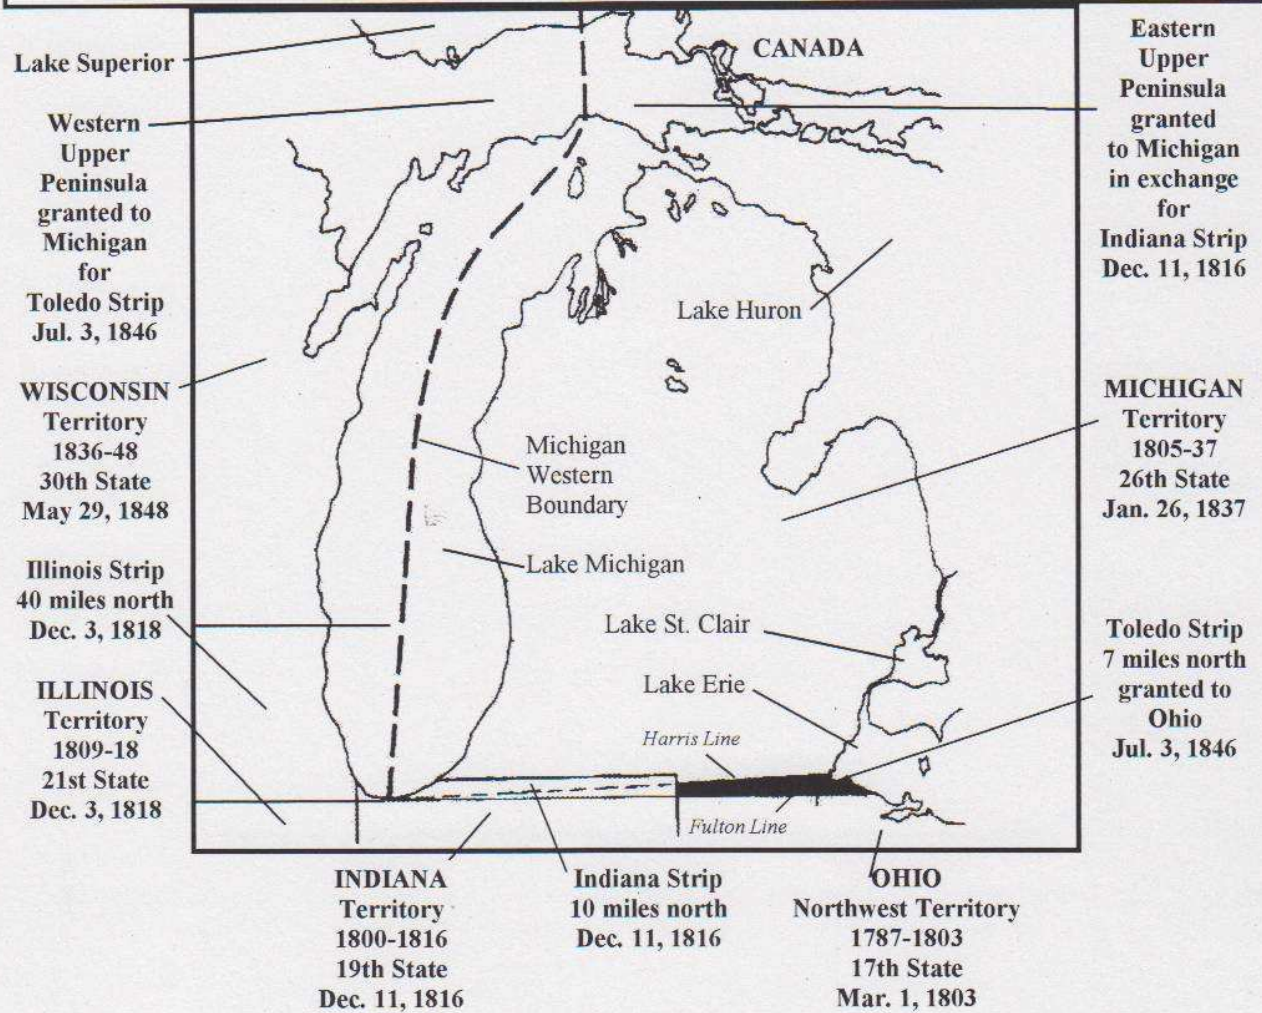 Lake Superior
Western
Upper
Peninsula
granted to
Michigan
for
Toledo Strip
Jul. 3, 1846
WISCONSIN
Territory
1836-48
30th State
May 29, 1848
Illinois Strip
40 miles north
Dec. 3, 1818
ILLINOIS
Territory
1809-18
21st State
Dec. 3, 1818
CANADA
Lake Huron
Michigan
Western
Boundary
Lake Michigan
Lake St. Clair
Lake Erie
Harris Line
Fulton Line
Eastern
Upper
Peninsula
granted
to Michigan
in exchange
for
Indiana Strip
Dec. 11, 1816
MICHIGAN
Territory
1805-37
26th State
Jan. 26, 1837
Toledo Strip
7 miles north
granted to
Ohio
Jul. 3, 1846
INDIANA
Territory
1800-1816
19th State
Dec. 11, 1816
Indiana Strip
10 miles north
Dec. 11, 1816
OHIO
Northwest Territory
1787-1803
17th State
Mar. 1, 1803